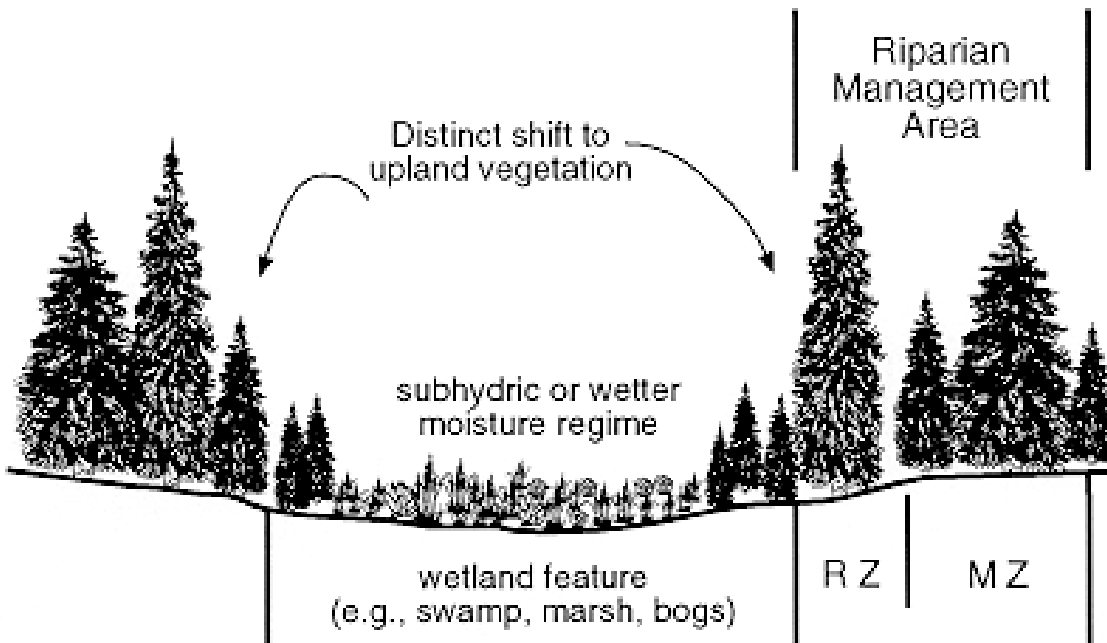 Riparian
Management
Area
Distinct shift to
upland vegetation
subhydric or wetter
moisture regime
wetland feature
(e.g., swamp, marsh, bogs)
R Z
M Z